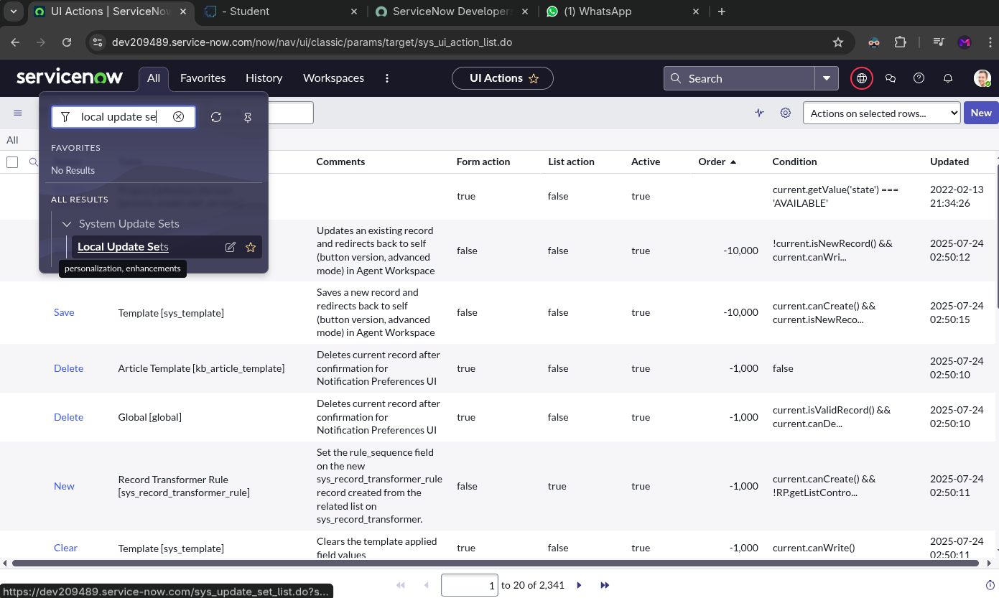 UI Actions | ServiceNow
- Student
ServiceNow Developers
(1) WhatsApp
dev209489.service-now.com/now/nav/ui/classic/params/target/sys_ui_action_list.do
servicenow
All
Favorites
History
Workspaces
UI Actions
Search
local update se
Actions on selected rows...
New
All
FAVORITES
No Results
ALL RESULTS
System Update Sets
Local Update Sets
personalization, enhancements
Comments
Form action
List action
Active
Order
Condition
Updated
true
false
true
current.getValue('state') ===
'AVAILABLE'
2022-02-13
21:34:26
Updates an existing record
and redirects back to self
(button version, advanced
mode) in Agent Workspace
false
false
true
-10,000
!current.isNewRecord() &&
current.canWri...
2025-07-24
02:50:12
Save
Template [sys_template]
Saves a new record and
redirects back to self
(button version, advanced
mode) in Agent Workspace
false
false
true
-10,000
current.canCreate() &&
current.isNewReco...
2025-07-24
02:50:15
Delete
Article Template [kb_article_template]
Deletes current record after
confirmation for
Notification Preferences UI
true
false
true
-1,000
false
2025-07-24
02:50:10
Delete
Global [global]
Deletes current record after
confirmation for
Notification Preferences UI
true
false
true
-1,000
current.isValidRecord() &&
current.canDe...
2025-07-24
02:50:10
New
Record Transformer Rule
[sys_record_transformer_rule]
Set the rule_sequence field
on the new
sys_record_transformer_rule
record created from the
related list on
sys_record_transformer.
false
true
true
-1,000
current.canCreate() &&
!RP.getListContro...
2025-07-24
02:50:11
Clear
Template [sys_template]
Clears the template applied
field values
true
false
true
-1,000
current.canWrite()
2025-07-24
02:50:11
1 to 20 of 2,341
https://dev209489.service-now.com/sys_update_set_list.do?s...